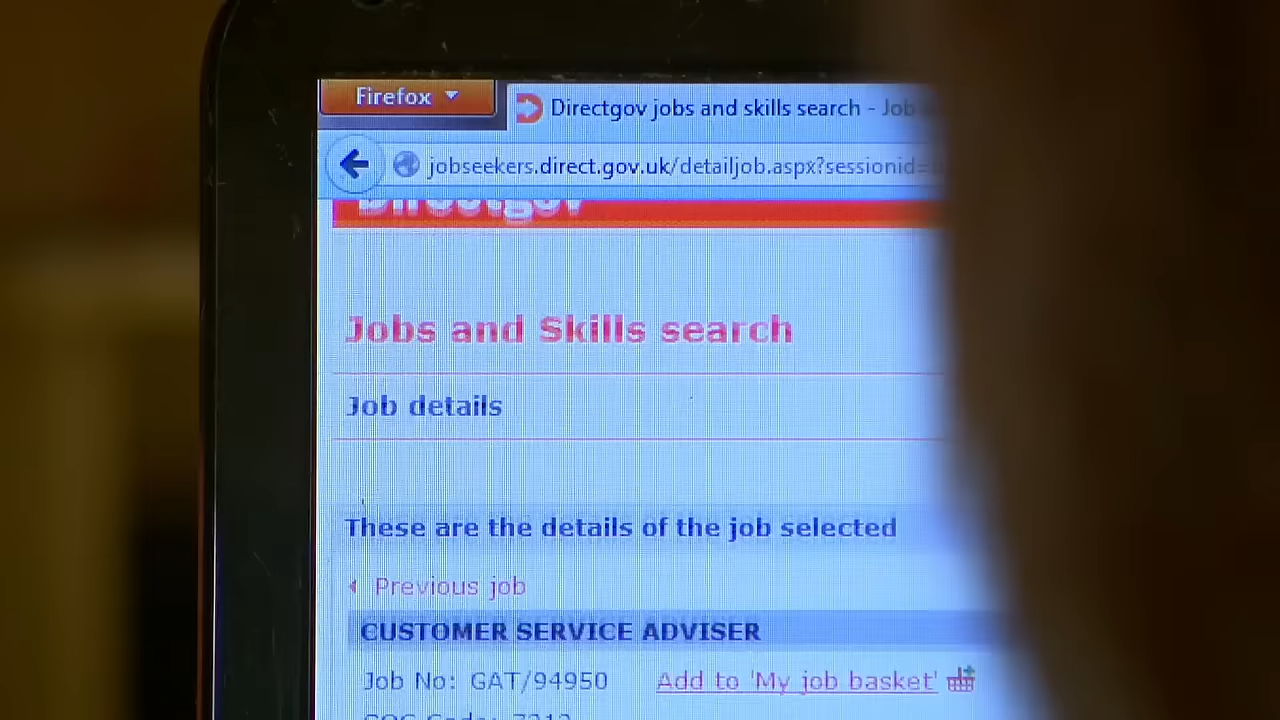 Firefox
Directgov jobs and skills search - Job
jobseekers.direct.gov.uk/detailjob.aspx?sessionid=
Directgov
Jobs and Skills search
Job details
These are the details of the job selected
Previous job
CUSTOMER SERVICE ADVISER
Job No: GAT/94950 Add to 'My job basket'